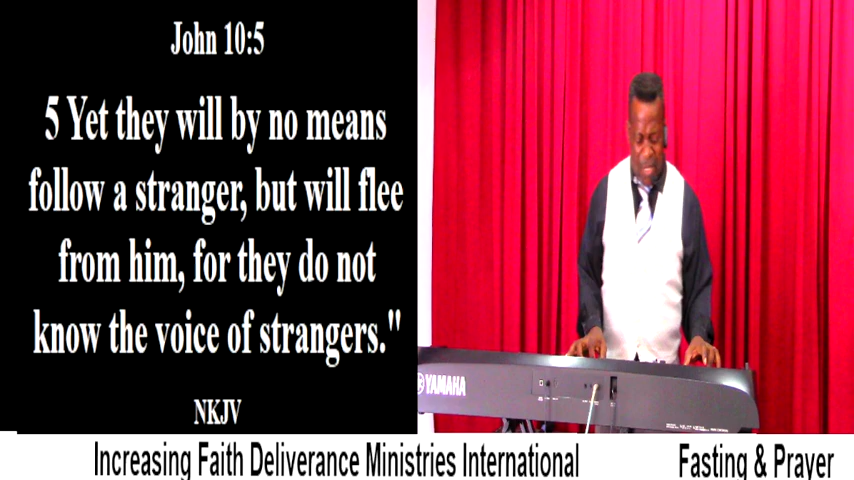 John 10:5
5 Yet they will by no means
follow a stranger, but will flee
from him, for they do not
know the voice of strangers."
NKJV
YAMAHA
Increasing Faith Deliverance Ministries International
Fasting & Prayer